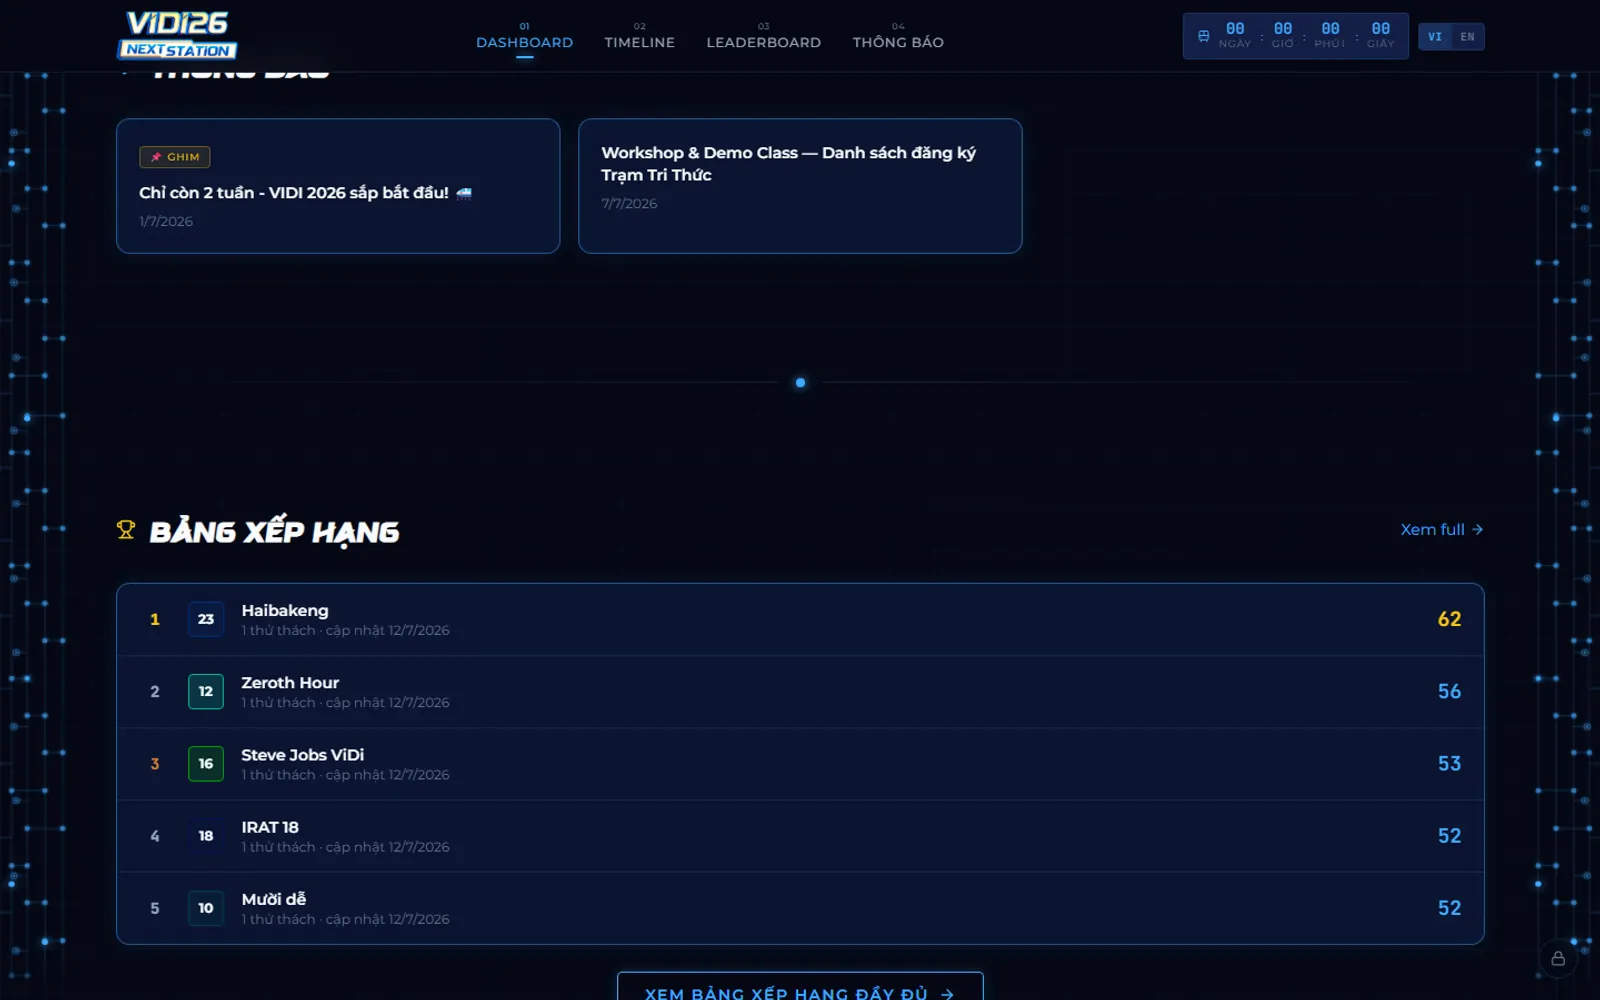 VIDI26
NEXT STATION
01
DASHBOARD
02
TIMELINE
03
LEADERBOARD
04
THÔNG BÁO
00 : 00 : 00 : 00
NGÀY GIỜ PHÚT GIÂY
VI EN
THÔNG BÁO
📌 GHIM
Chỉ còn 2 tuần - VIDI 2026 sắp bắt đầu! 🚈
1/7/2026
Workshop & Demo Class — Danh sách đăng ký
Trạm Tri Thức
7/7/2026
BẢNG XẾP HẠNG
Xem full →
1 23 Haibakeng 62
1 thử thách · cập nhật 12/7/2026
2 12 Zeroth Hour 56
1 thử thách · cập nhật 12/7/2026
3 16 Steve Jobs ViDi 53
1 thử thách · cập nhật 12/7/2026
4 18 IRAT 18 52
1 thử thách · cập nhật 12/7/2026
5 10 Mười dễ 52
1 thử thách · cập nhật 12/7/2026
XEM BẢNG XẾP HẠNG ĐẦY ĐỦ →